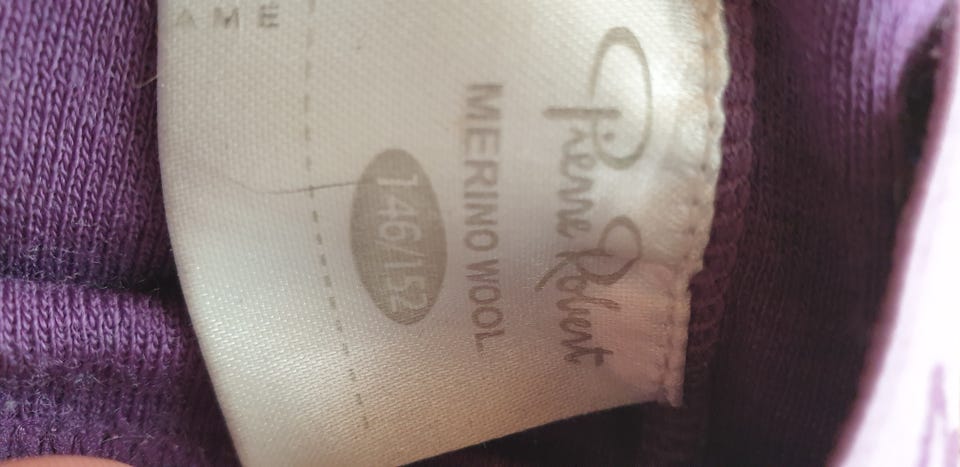 Pierre Robert
MERINO WOOL
146/152
AME